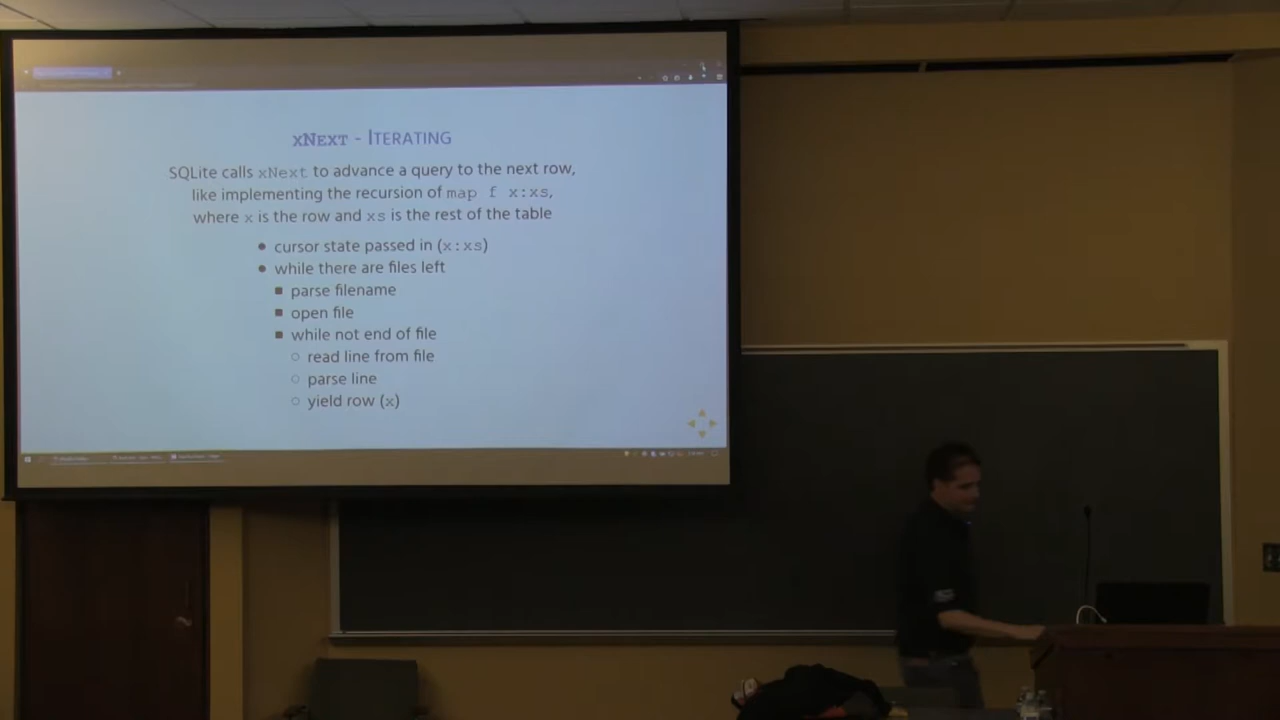 xNext - Iterating
SQLite calls xNext to advance a query to the next row,
like implementing the recursion of map f x:xs,
where x is the row and xs is the rest of the table
cursor state passed in (x:xs)
while there are files left
parse filename
open file
while not end of file
read line from file
parse line
yield row (x)